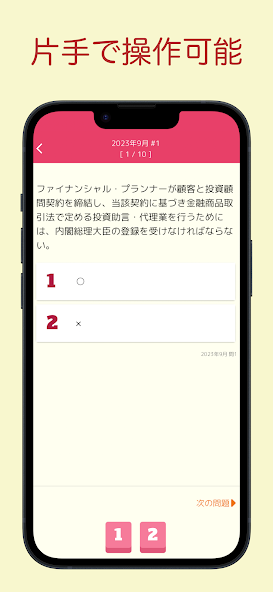 片手で操作可能
2023年9月 #1
[ 1 / 10 ]
ファイナンシャル・プランナーが顧客と投資顧
問契約を締結し、当該契約に基づき金融商品取
引法で定める投資助言・代理業を行うために
は、内閣総理大臣の登録を受けなければならな
い。
1 ○
2 ×
2023年9月 問1
次の問題
1 2